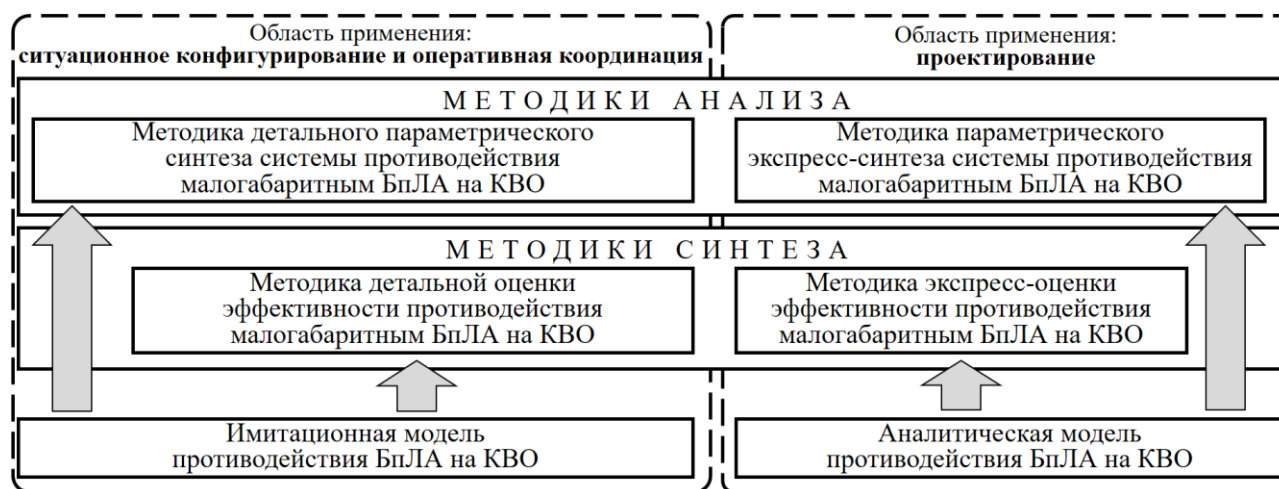 Область применения:
ситуационное конфигурирование и оперативная координация
Область применения:
проектирование
МЕТОДИКИ АНАЛИЗА
Методика детального параметрического
синтеза системы противодействия
малогабаритным БпЛА на КВО
Методика параметрического
экспресс-синтеза системы противодействия
малогабаритным БпЛА на КВО
МЕТОДИКИ СИНТЕЗА
Методика детальной оценки
эффективности противодействия
малогабаритным БпЛА на КВО
Методика экспресс-оценки
эффективности противодействия
малогабаритным БпЛА на КВО
Имитационная модель
противодействия БпЛА на КВО
Аналитическая модель
противодействия БпЛА на КВО